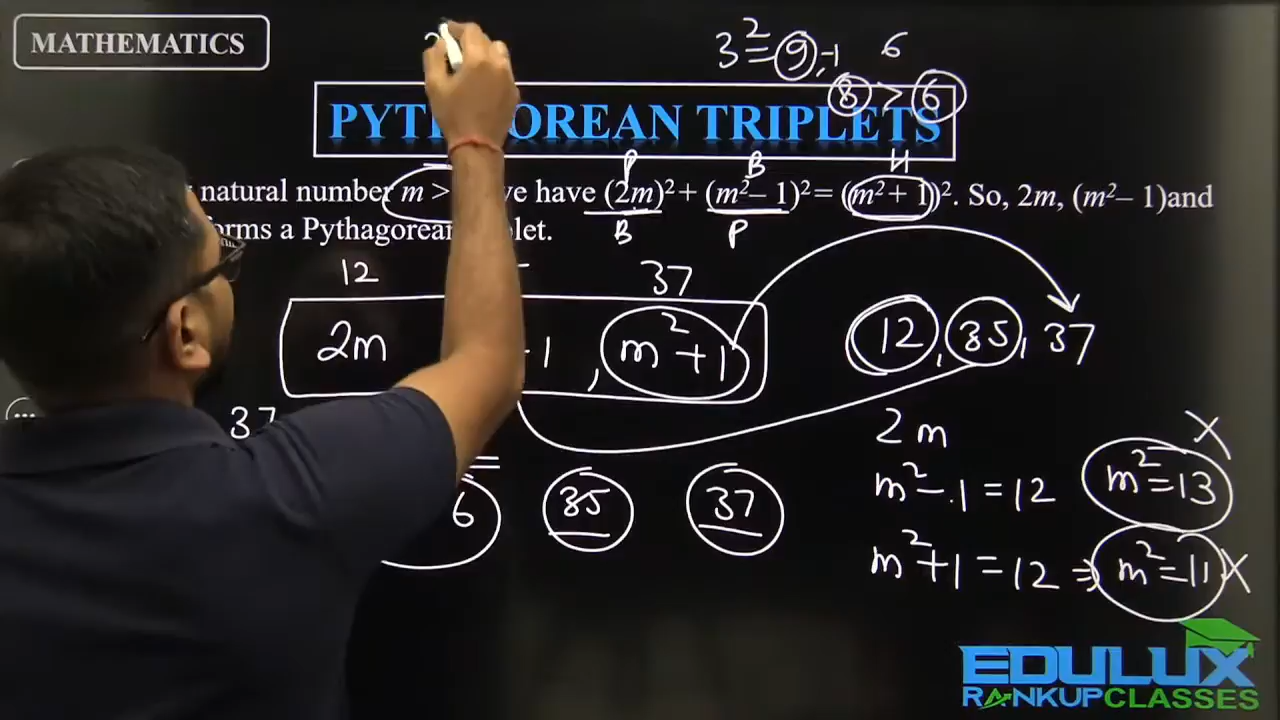 MATHEMATICS
3² = 9, -1 6
8 > 6
PYTH OREAN TRIPLETS
P B H
natural number m > ve have (2m)² + (m² – 1)² = (m² + 1)². So, 2m, (m² – 1)and
orms a Pythagorean let.
B P
12 37
2m -1 , m² + 1
12, 35, 37
37
2m
6 35 37
m² - 1 = 12 m² = 13 X
m² + 1 = 12 ⇒ m² = 11 X
EDULUX
RANKUPCLASSES